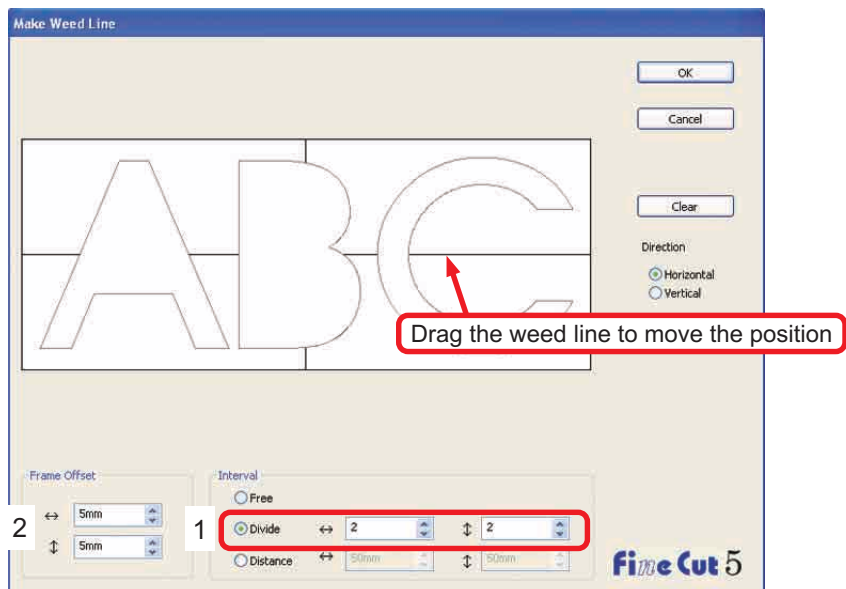 Make Weed Line
OK
Cancel
ABC
Clear
Direction
Horizontal
Vertical
Drag the weed line to move the position
Frame Offset
2
5mm
5mm
Interval
Free
1
Divide 2 2
Distance 50mm 50mm
Fine Cut 5